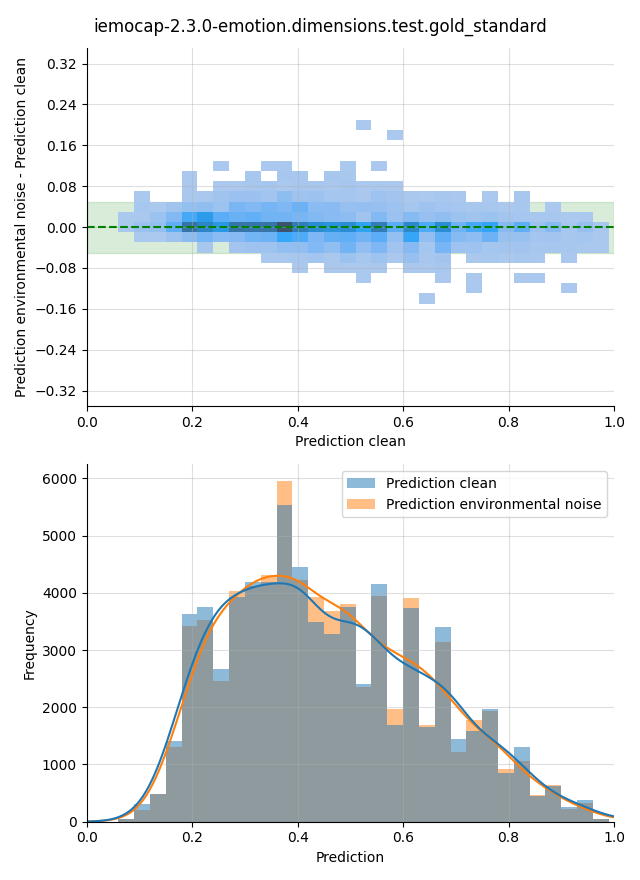 iemocap-2.3.0-emotion.dimensions.test.gold_standard
Prediction environmental noise - Prediction clean
0.32
0.24
0.16
0.08
0.00
−0.08
−0.16
−0.24
−0.32
0.0 0.2 0.4 0.6 0.8 1.0
Prediction clean
Frequency
6000
5000
4000
3000
2000
1000
0
Prediction clean
Prediction environmental noise
0.0 0.2 0.4 0.6 0.8 1.0
Prediction